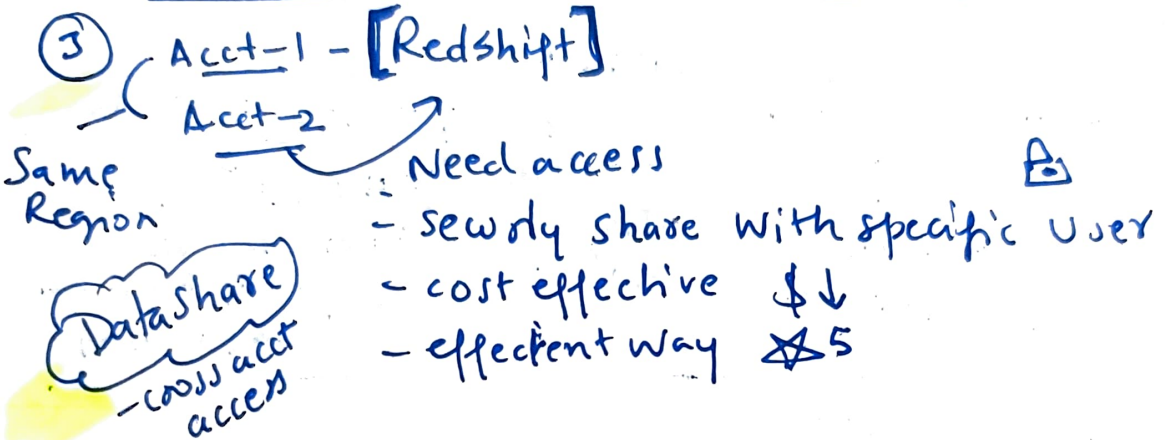 ③ Acct-1 - [Redshift]
Acct-2
Same
Region
Need access
- securly share with specific user
- cost effective $↓
- effectent way ☆5
Datashare
- cross acct
access